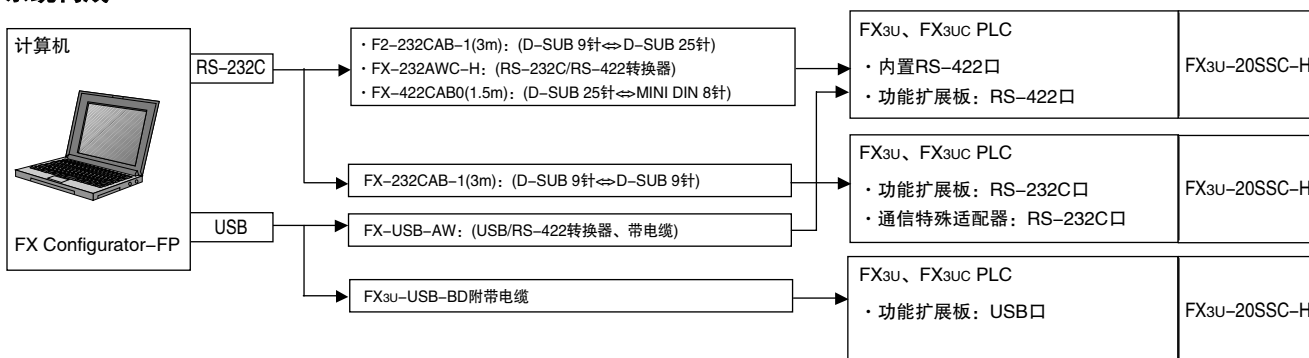 计算机
FX Configurator-FP
RS-232C
USB
・F2-232CAB-1(3m)：(D-SUB 9针⇔D-SUB 25针)
・FX-232AWC-H：(RS-232C/RS-422转换器)
・FX-422CAB0(1.5m)：(D-SUB 25针⇔MINI DIN 8针)
FX-232CAB-1(3m)：(D-SUB 9针⇔D-SUB 9针)
FX-USB-AW：(USB/RS-422转换器、带电缆)
FX3U-USB-BD附带电缆
FX3U、FX3UC PLC
・内置RS-422口
・功能扩展板：RS-422口
FX3U-20SSC-H
FX3U、FX3UC PLC
・功能扩展板：RS-232C口
・通信特殊适配器：RS-232C口
FX3U-20SSC-H
FX3U、FX3UC PLC
・功能扩展板：USB口
FX3U-20SSC-H